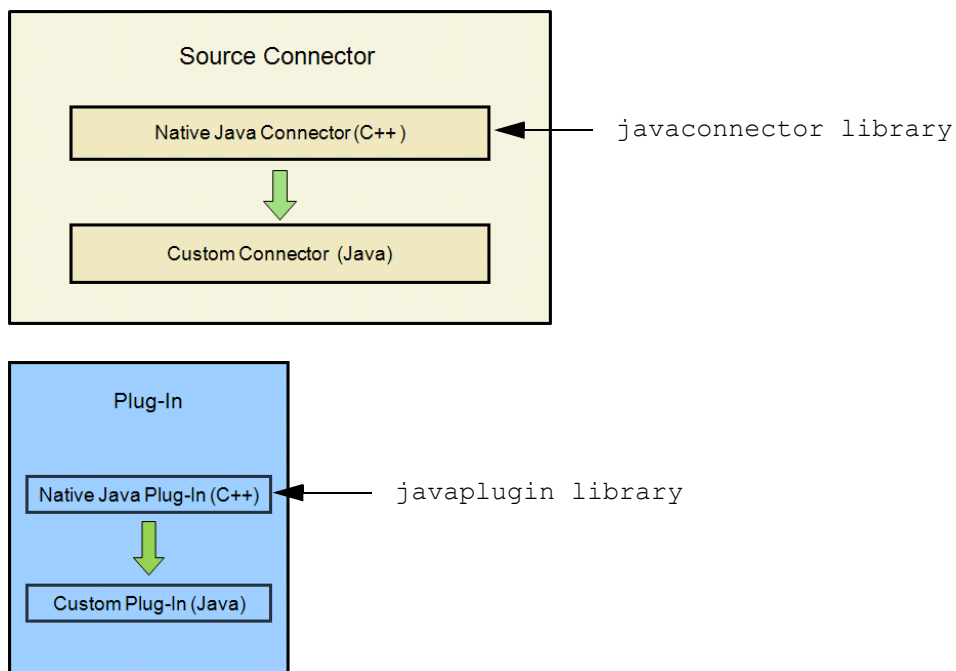 Source Connector
Native Java Connector (C++ )
javaconnector library
Custom Connector (Java)
Plug-In
Native Java Plug-In (C++)
javaplugin library
Custom Plug-In (Java)